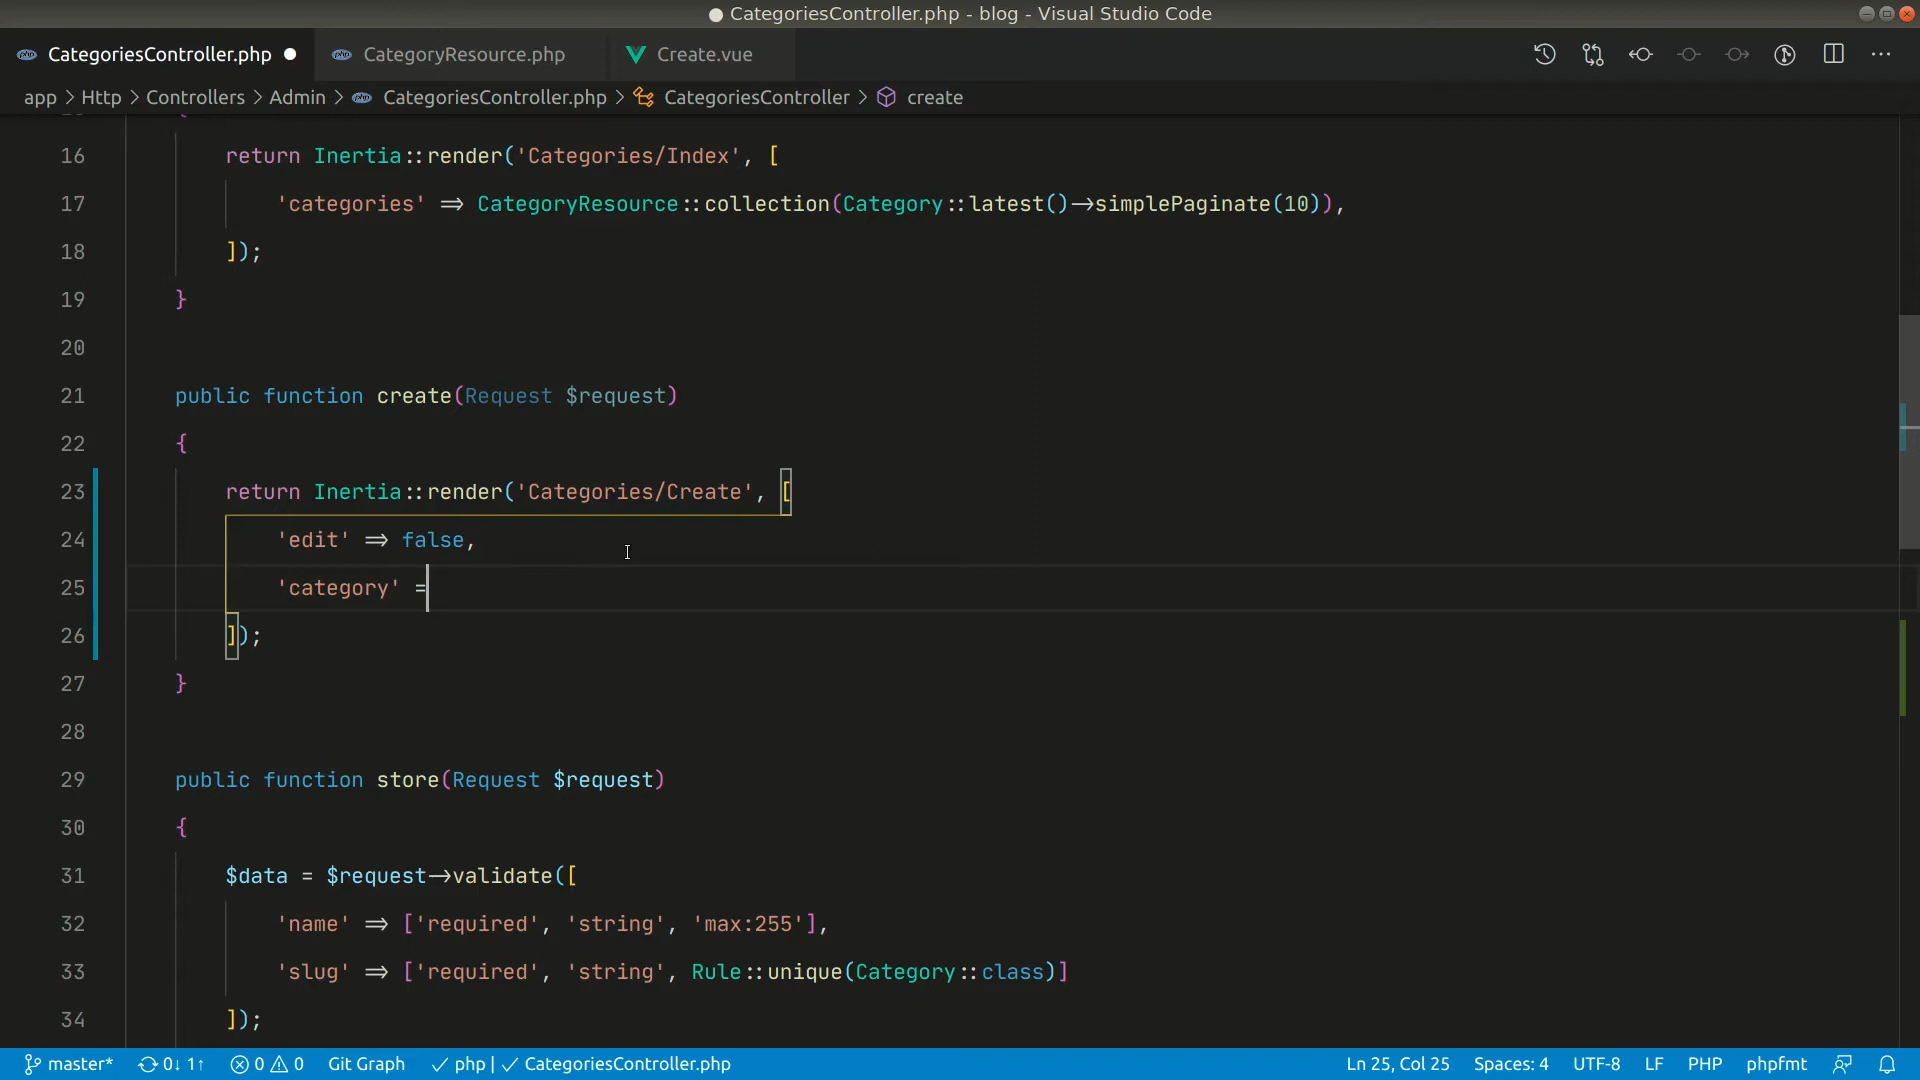 CategoriesController.php - blog - Visual Studio Code
CategoriesController.php CategoryResource.php Create.vue
app > Http > Controllers > Admin > CategoriesController.php > CategoriesController > create
16 return Inertia::render('Categories/Index', [
17 'categories' => CategoryResource::collection(Category::latest()->simplePaginate(10)),
18 ]);
19 }
20
21 public function create(Request $request)
22 {
23 return Inertia::render('Categories/Create', [
24 'edit' => false,
25 'category' =
26 ]);
27 }
28
29 public function store(Request $request)
30 {
31 $data = $request->validate([
32 'name' => ['required', 'string', 'max:255'],
33 'slug' => ['required', 'string', Rule::unique(Category::class)]
34 ]);
master* 0↓ 1↑ 0 0 Git Graph ✓ php | ✓ CategoriesController.php Ln 25, Col 25 Spaces: 4 UTF-8 LF PHP phpfmt